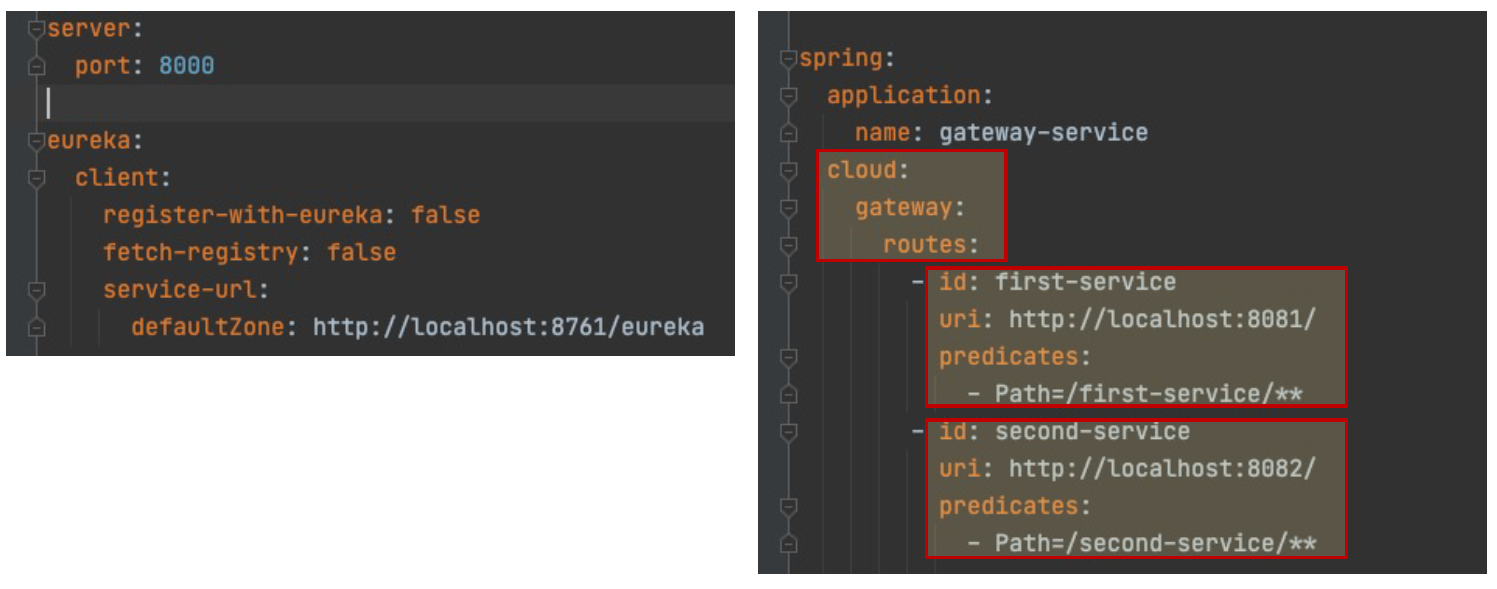 server:
  port: 8000

eureka:
  client:
    register-with-eureka: false
    fetch-registry: false
    service-url:
      defaultZone: http://localhost:8761/eureka
spring:
  application:
    name: gateway-service
  cloud:
    gateway:
      routes:
        - id: first-service
          uri: http://localhost:8081/
          predicates:
            - Path=/first-service/**
        - id: second-service
          uri: http://localhost:8082/
          predicates:
            - Path=/second-service/**